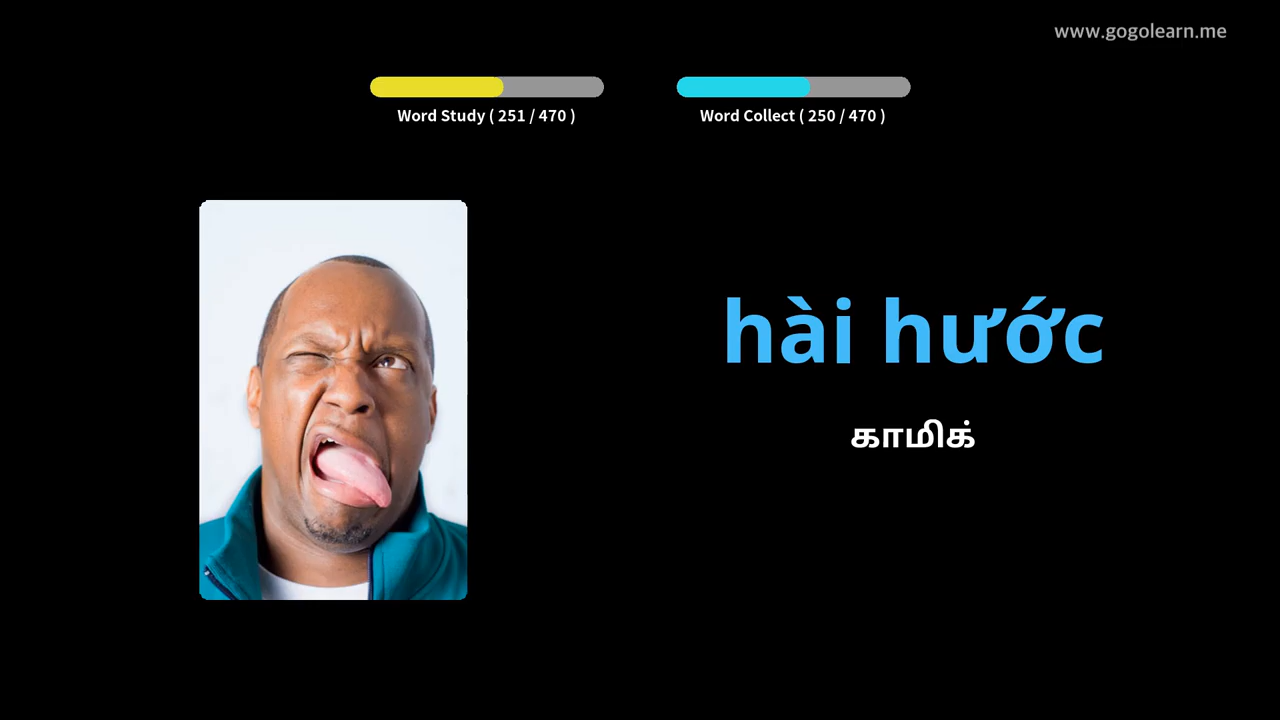 www.gogolearn.me
Word Study ( 251 / 470 )
Word Collect ( 250 / 470 )
hài hước
காமிக்